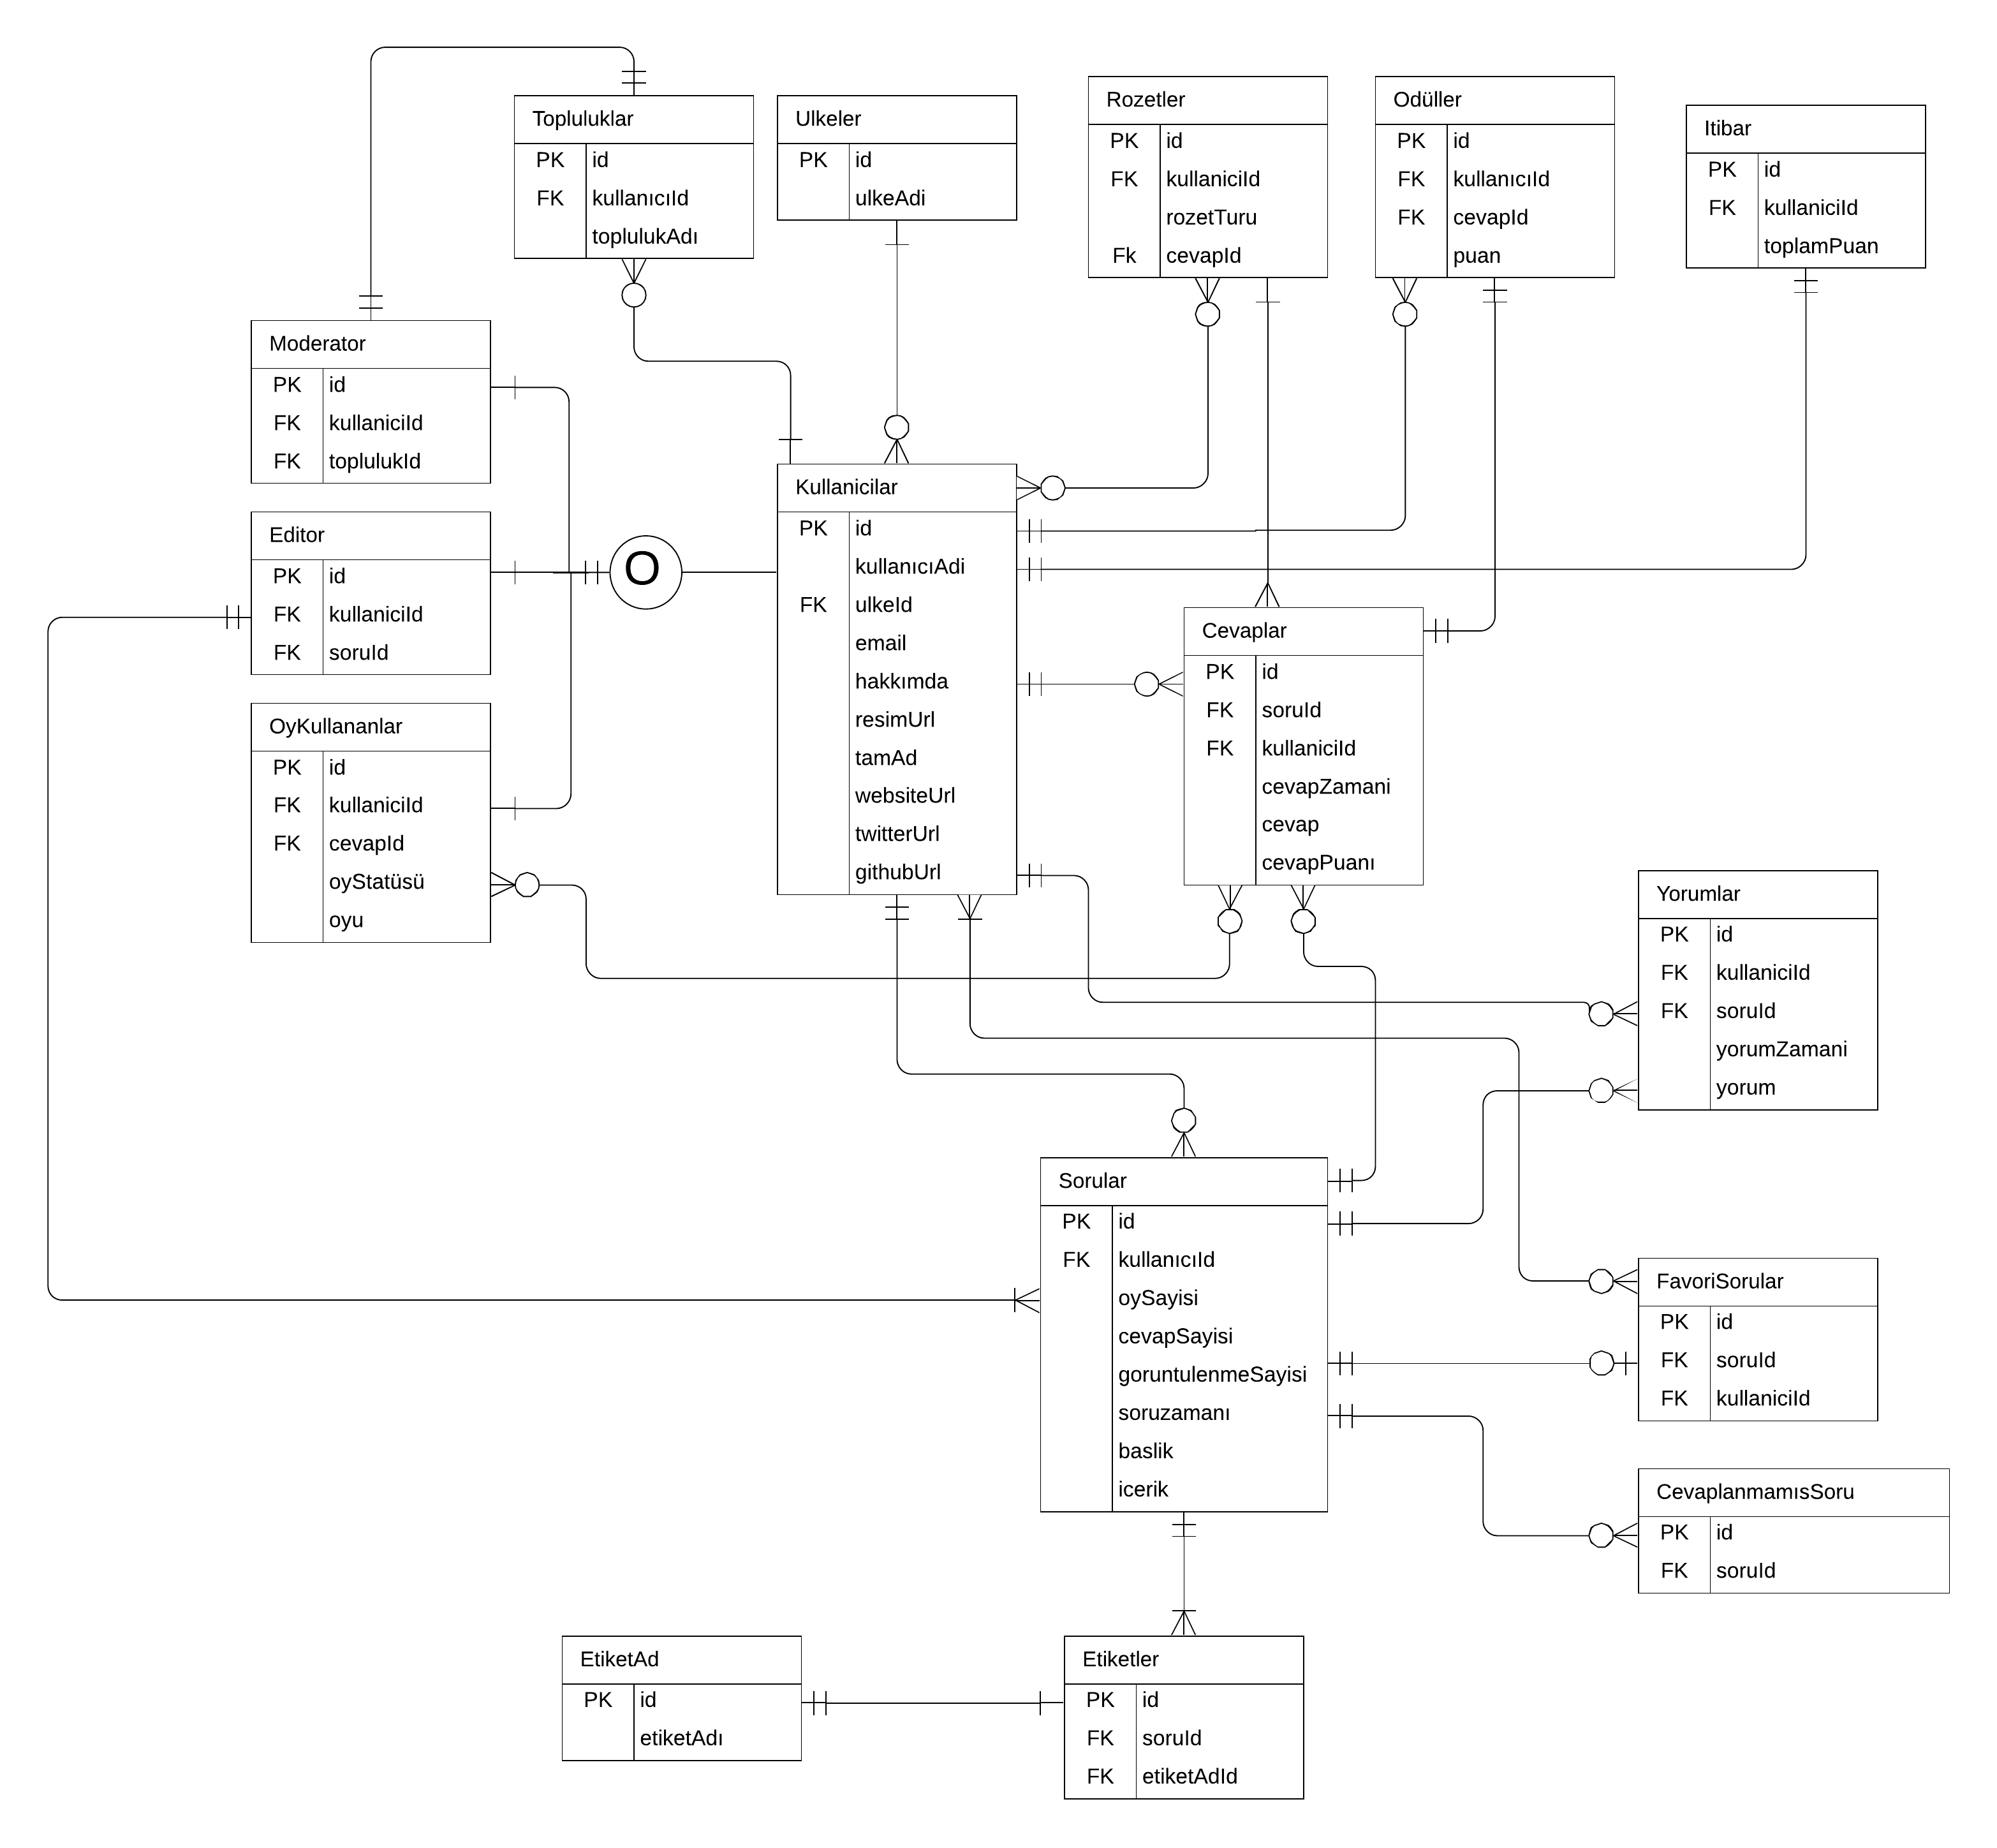 Topluluklar
PK id
FK kullanıcıId
toplulukAdı
Ulkeler
PK id
ulkeAdi
Rozetler
PK id
FK kullaniciId
rozetTuru
Fk cevapId
Odüller
PK id
FK kullanıcıId
FK cevapId
puan
Itibar
PK id
FK kullaniciId
toplamPuan
Moderator
PK id
FK kullaniciId
FK toplulukId
Editor
PK id
FK kullaniciId
FK soruId
O
OyKullananlar
PK id
FK kullaniciId
FK cevapId
oyStatüsü
oyu
Kullanicilar
PK id
kullanıcıAdi
FK ulkeId
email
hakkımda
resimUrl
tamAd
websiteUrl
twitterUrl
githubUrl
Cevaplar
PK id
FK soruId
FK kullaniciId
cevapZamani
cevap
cevapPuanı
Yorumlar
PK id
FK kullaniciId
FK soruId
yorumZamani
yorum
Sorular
PK id
FK kullanıcıId
oySayisi
cevapSayisi
goruntulenmeSayisi
soruzamanı
baslik
icerik
FavoriSorular
PK id
FK soruId
FK kullaniciId
CevaplanmamısSoru
PK id
FK soruId
EtiketAd
PK id
etiketAdı
Etiketler
PK id
FK soruId
FK etiketAdId